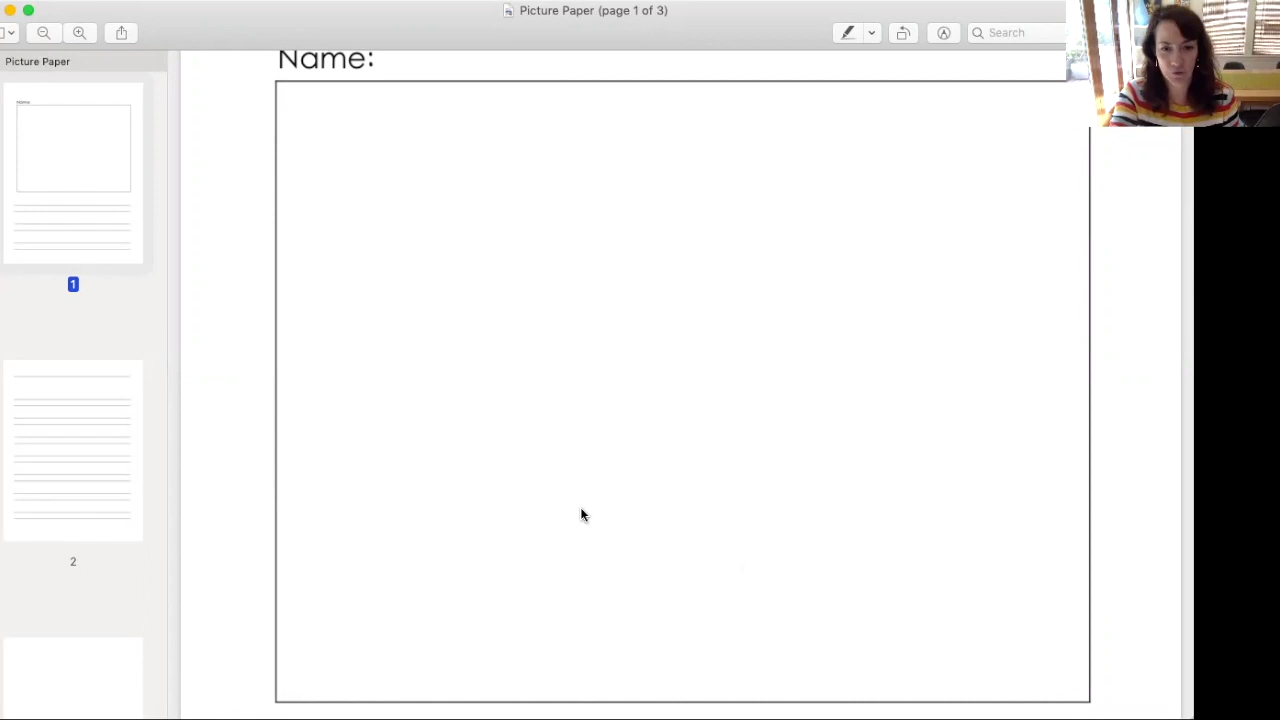 Picture Paper (page 1 of 3)
Search
Picture Paper
Name:
1
2